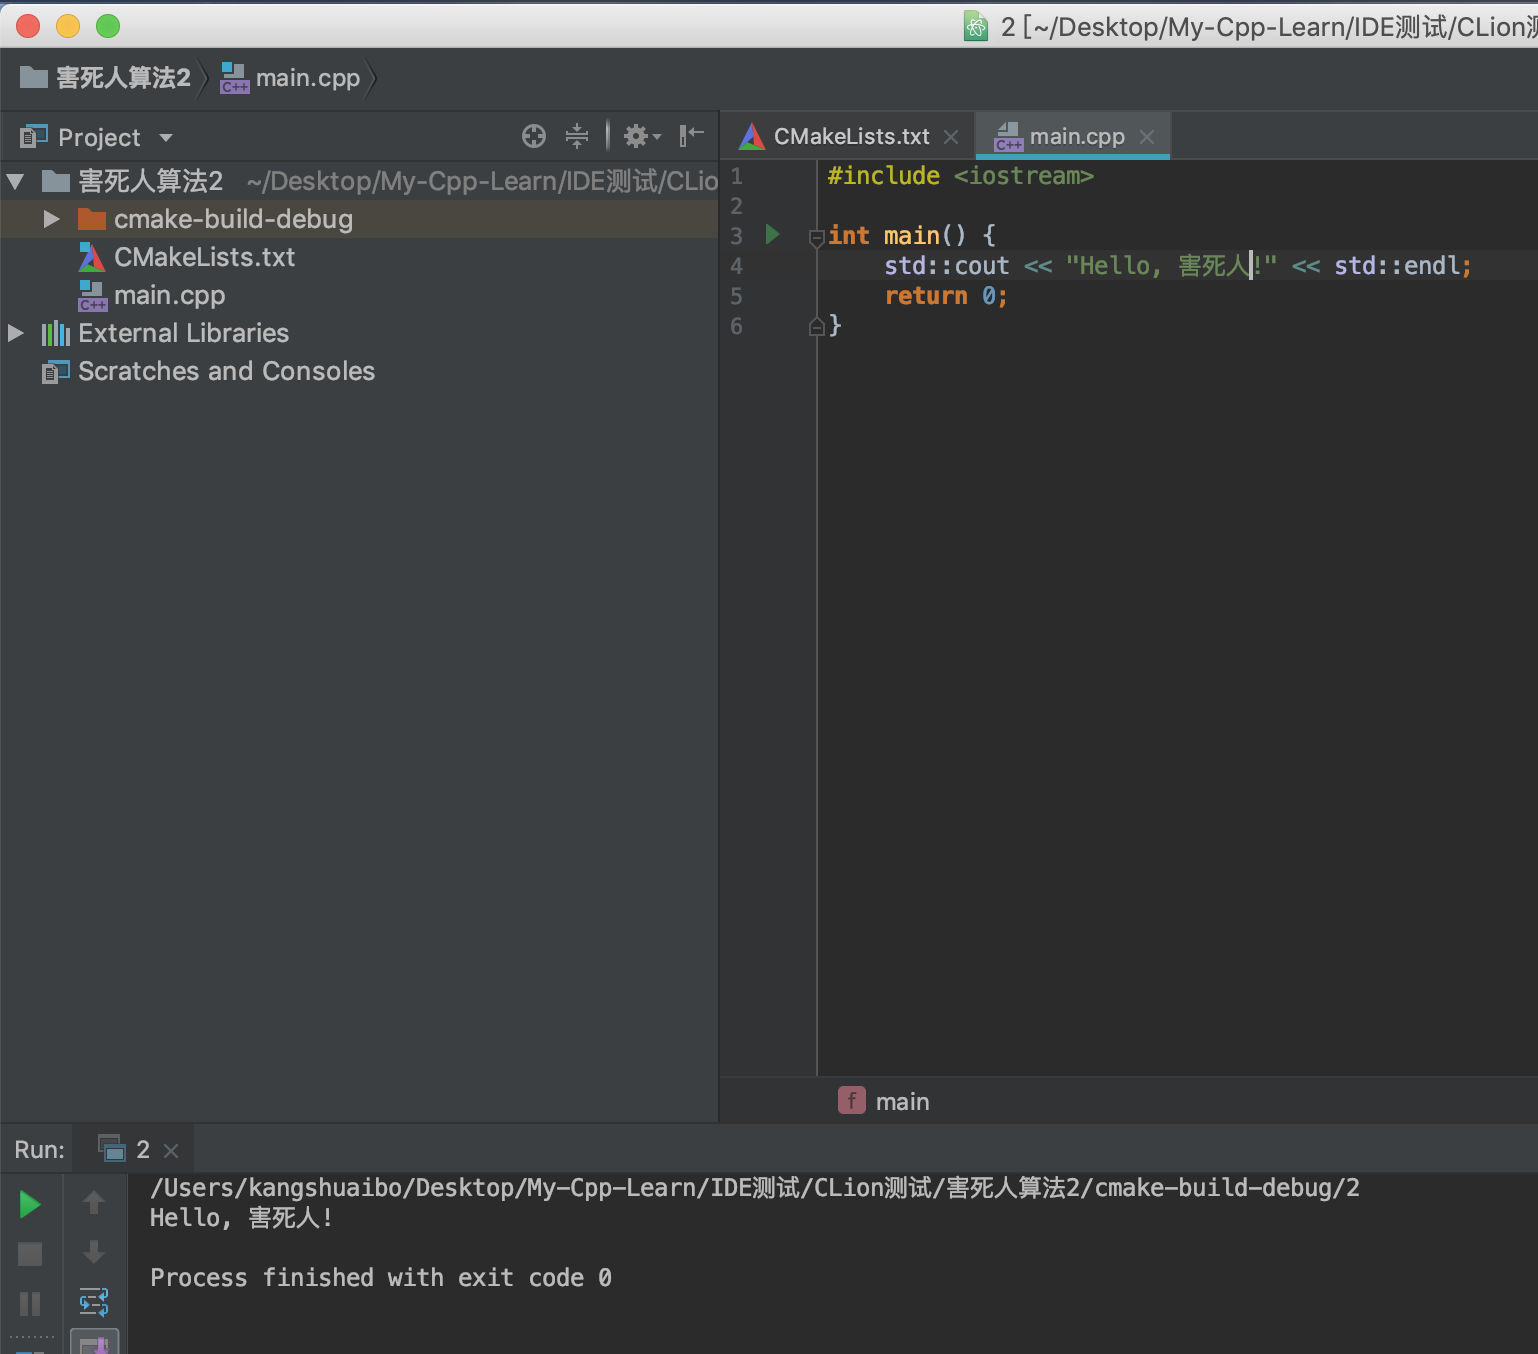 2 [~/Desktop/My-Cpp-Learn/IDE测试/CLion测
害死人算法2 main.cpp
Project
CMakeLists.txt
main.cpp
害死人算法2 ~/Desktop/My-Cpp-Learn/IDE测试/CLio
cmake-build-debug
CMakeLists.txt
main.cpp
External Libraries
Scratches and Consoles
1 #include <iostream>
2
3 int main() {
4 std::cout << "Hello, 害死人!" << std::endl;
5 return 0;
6 }
f main
Run: 2
/Users/kangshuaibo/Desktop/My-Cpp-Learn/IDE测试/CLion测试/害死人算法2/cmake-build-debug/2
Hello, 害死人!
Process finished with exit code 0